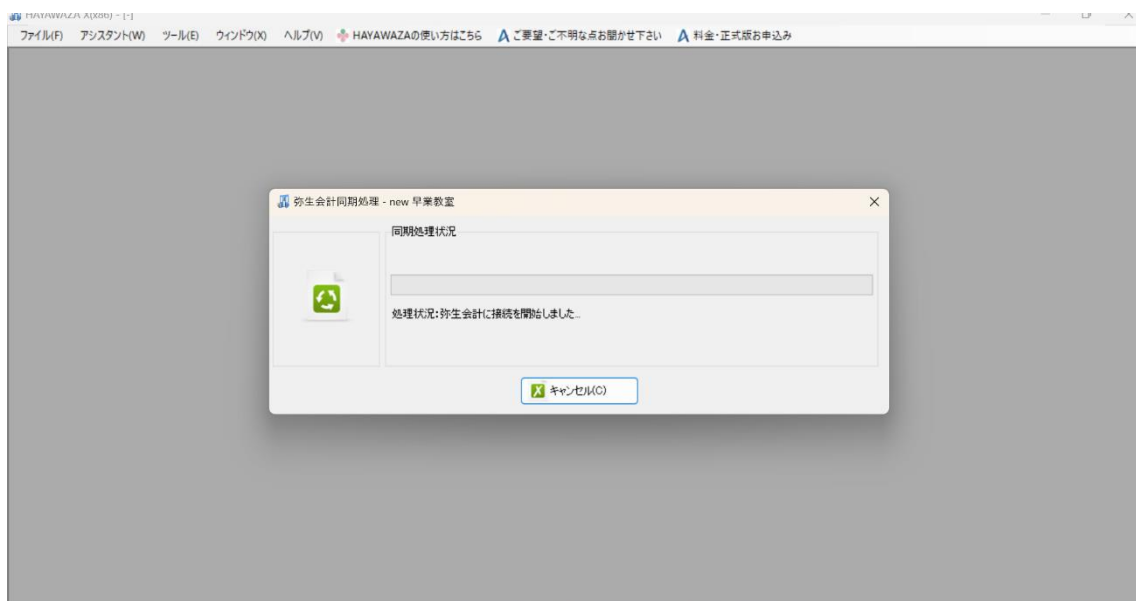 HAYAWAZA X(x86) - [-]
ファイル(F) アシスタント(W) ツール(E) ウィンドウ(X) ヘルプ(V) HAYAWAZAの使い方はこちら ご要望・ご不明な点お聞かせ下さい 料金・正式版お申込み
弥生会計同期処理 - new 早業教室
同期処理状況
処理状況:弥生会計に接続を開始しました...
キャンセル(C)